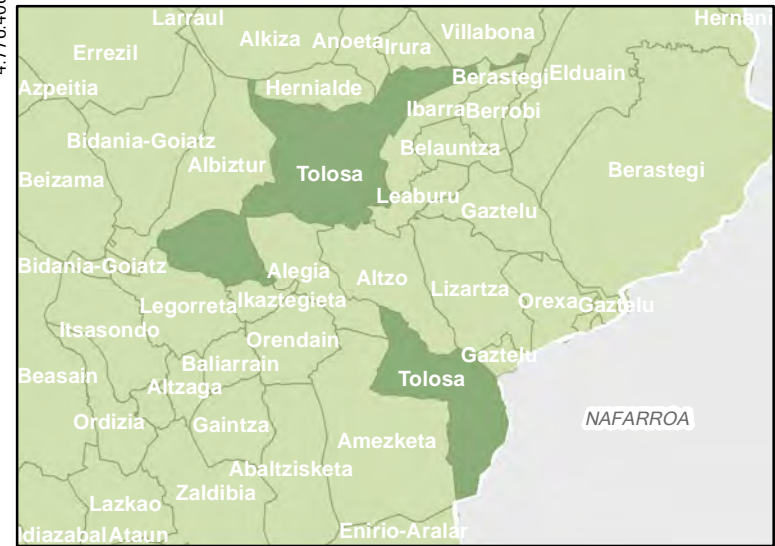 Larraul
Hernani
Villabona
Alkiza
Anoeta
Irura
Errezil
Berastegi
Elduain
Azpeitia
Hernialde
Ibarra
Berrobi
Bidania-Goiatz
Belauntza
Albiztur
Beizama
Tolosa
Berastegi
Leaburu
Gaztelu
Bidania-Goiatz
Alegia
Altzo
Lizartza
Legorreta
Ikaztegieta
Orexa
Gaztelu
Itsasondo
Orendain
Gaztelu
Baliarrain
Beasain
Tolosa
Altzaga
Ordizia
Gaintza
NAFARROA
Amezketa
Abaltzisketa
Zaldibia
Lazkao
Idiazabal
Ataun
Enirio-Aralar